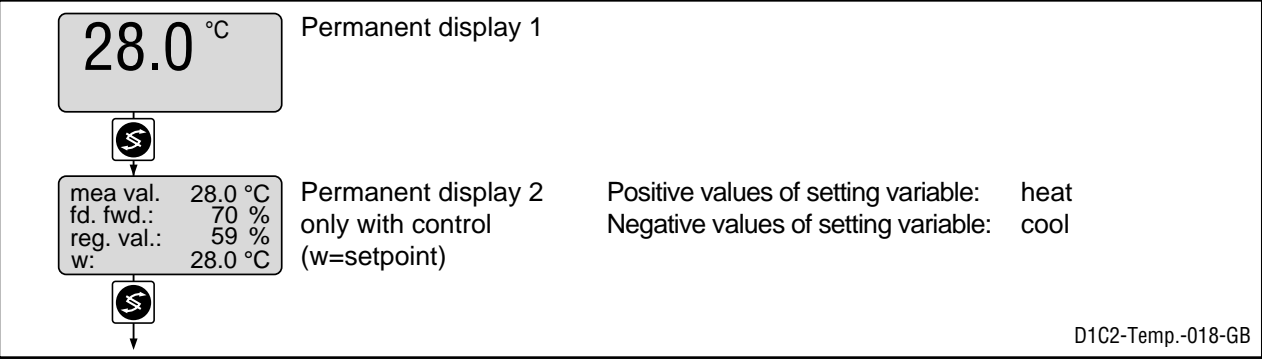 28.0 °C
Permanent display 1
mea val. 28.0 °C
fd. fwd.: 70 %
reg. val.: 59 %
w: 28.0 °C
Permanent display 2
only with control
(w=setpoint)
Positive values of setting variable: heat
Negative values of setting variable: cool
D1C2-Temp.-018-GB